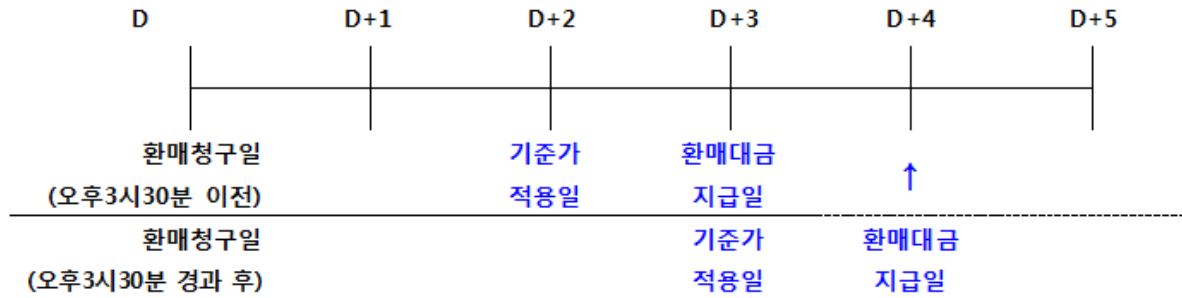 D D+1 D+2 D+3 D+4 D+5
환매청구일 기준가 환매대금
↑
(오후3시30분 이전) 적용일 지급일
환매청구일 기준가 환매대금
(오후3시30분 경과 후) 적용일 지급일